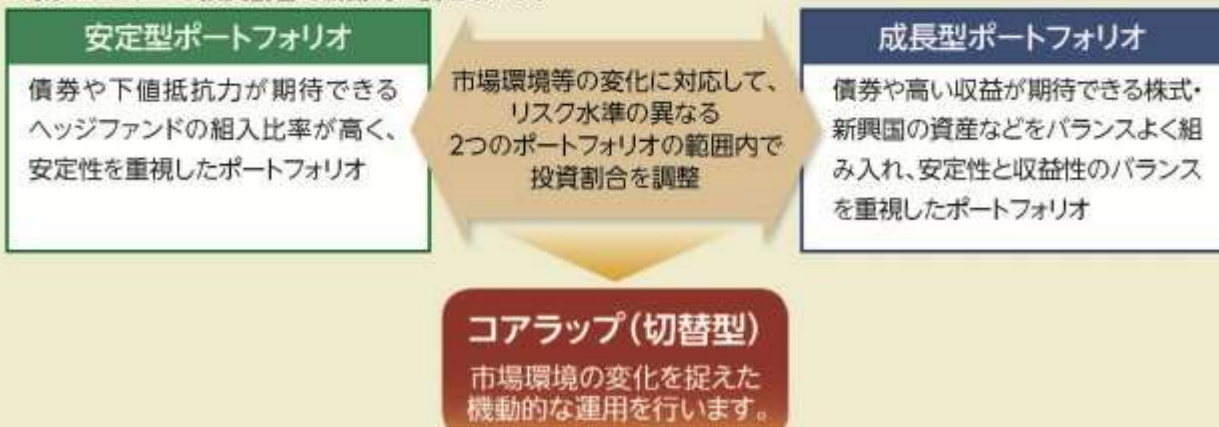 安定型ポートフォリオ
債券や下値抵抗力が期待できる
ヘッジファンドの組入比率が高く、
安定性を重視したポートフォリオ
市場環境等の変化に対応して、
リスク水準の異なる
2つのポートフォリオの範囲内で
投資割合を調整
成長型ポートフォリオ
債券や高い収益が期待できる株式・
新興国の資産などをバランスよく組
み入れ、安定性と収益性のバランス
を重視したポートフォリオ
コアラップ(切替型)
市場環境の変化を捉えた
機動的な運用を行います。